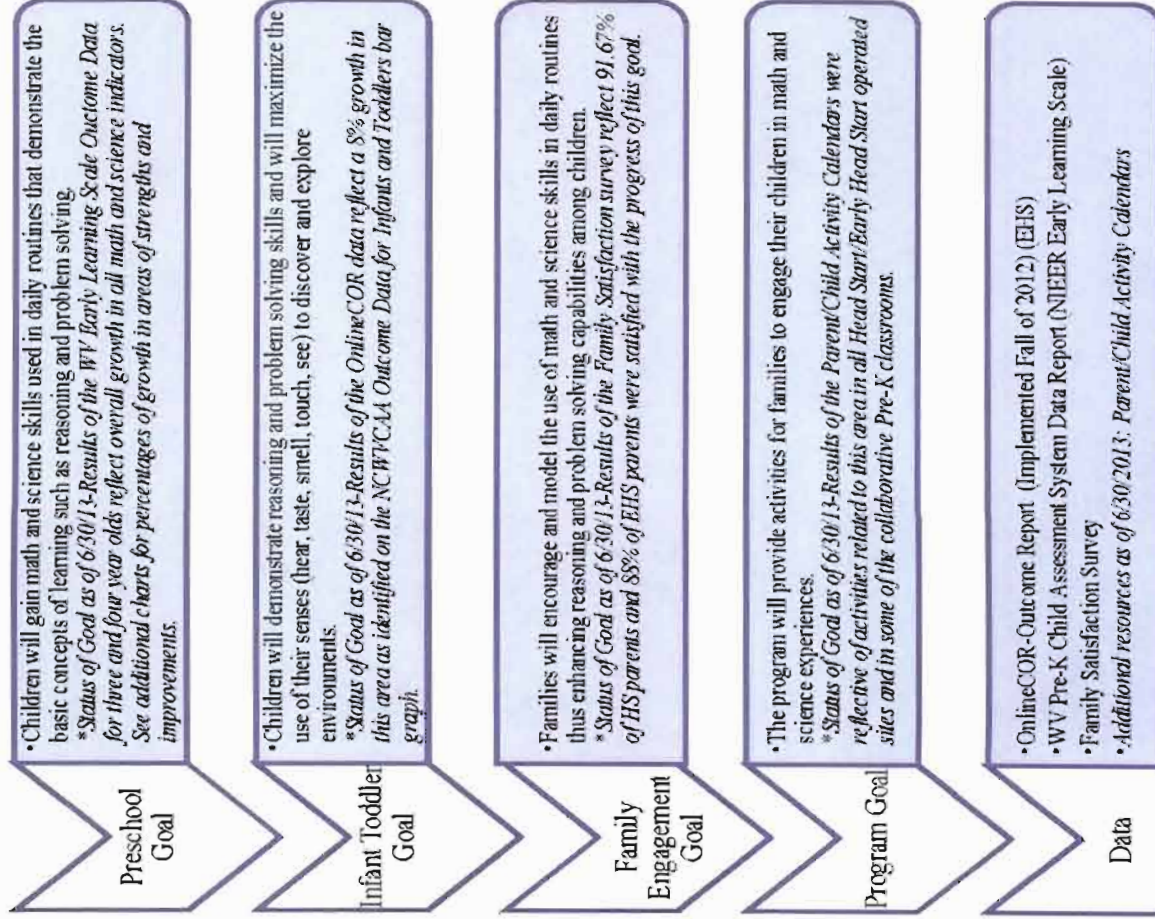 Preschool
Goal
•Children will gain math and science skills used in daily routines that demonstrate the
basic concepts of learning such as reasoning and problem solving.
*Status of Goal as of 6/30/13-Results of the WV Early Learning Scale Outcome Data
for three and four year olds reflect overall growth in all math and science indicators.
See additional charts for percentages of growth in areas of strengths and
improvements.
Infant Toddler
Goal
•Children will demonstrate reasoning and problem solving skills and will maximize the
use of their senses (hear, taste, smell, touch, see) to discover and explore
environments.
*Status of Goal as of 6/30/13-Results of the OnlineCOR data reflect a 8% growth in
this area as identified on the NCWVCAA Outcome Data for Infants and Toddlers bar
graph.
Family
Engagement
Goal
•Families will encourage and model the use of math and science skills in daily routines
thus enhancing reasoning and problem solving capabilities among children.
*Status of Goal as of 6/30/13-Results of the Family Satisfaction survey reflect 91.67%
of HS parents and 88% of EHS parents were satisfied with the progress of this goal.
Program Goal
•The program will provide activities for families to engage their children in math and
science experiences.
*Status of Goal as of 6/30/13-Results of the Parent/Child Activity Calendars were
reflective of activities related to this area in all Head Start/Early Head Start operated
sites and in some of the collaborative Pre-K classrooms.
Data
•OnlineCOR-Outcome Report (Implemented Fall of 2012) (EHS)
•WV Pre-K Child Assessment System Data Report (NIEER Early Learning Scale)
•Family Satisfaction Survey
•Additional resources as of 6/30/2013: Parent/Child Activity Calendars